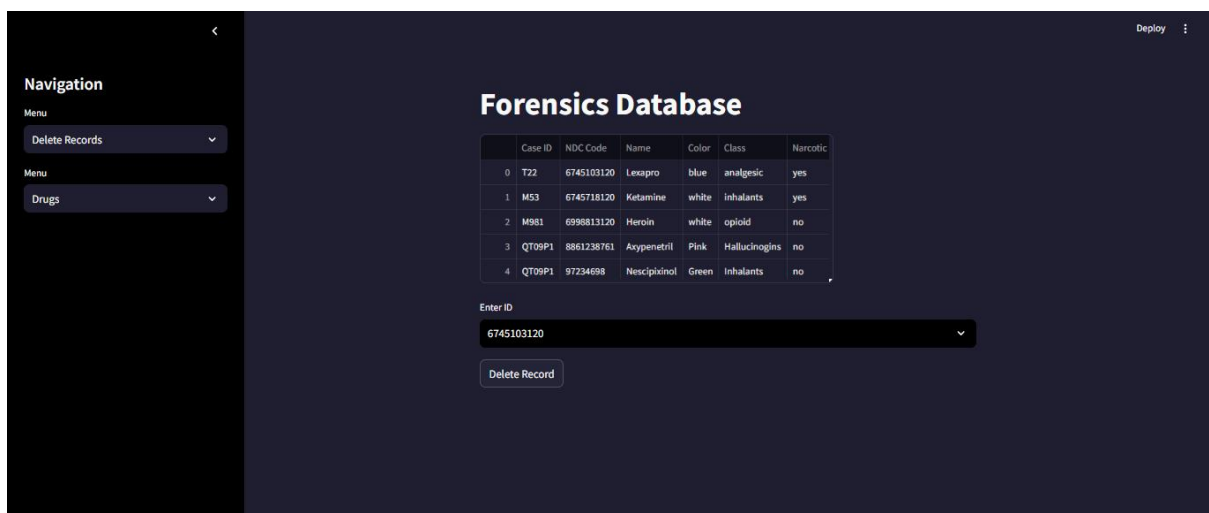 Deploy
Navigation
Menu
Delete Records
Menu
Drugs
Forensics Database
Case ID NDC Code Name Color Class Narcotic
0 T22 6745103120 Lexapro blue analgesic yes
1 M53 6745718120 Ketamine white inhalants yes
2 M981 6998813120 Heroin white opioid no
3 QT09P1 8861238761 Axypenetril Pink Hallucinogins no
4 QT09P1 97234698 Nescipixinol Green Inhalants no
Enter ID
6745103120
Delete Record